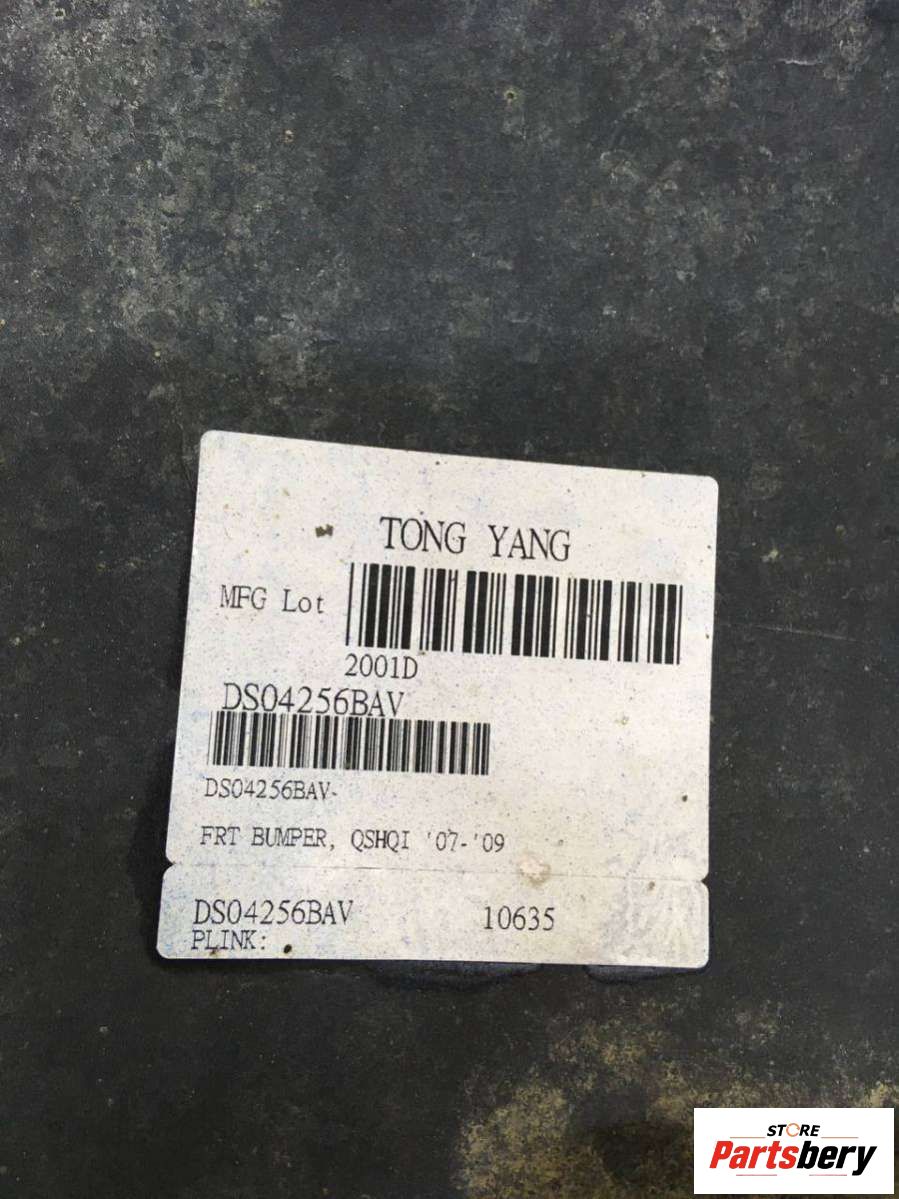 TONG YANG
MFG Lot
2001D
DS04256BAV
DS04256BAV-
FRT BUMPER, QSHQI '07-'09
DS04256BAV 10635
PLINK:
STORE
Partsbery